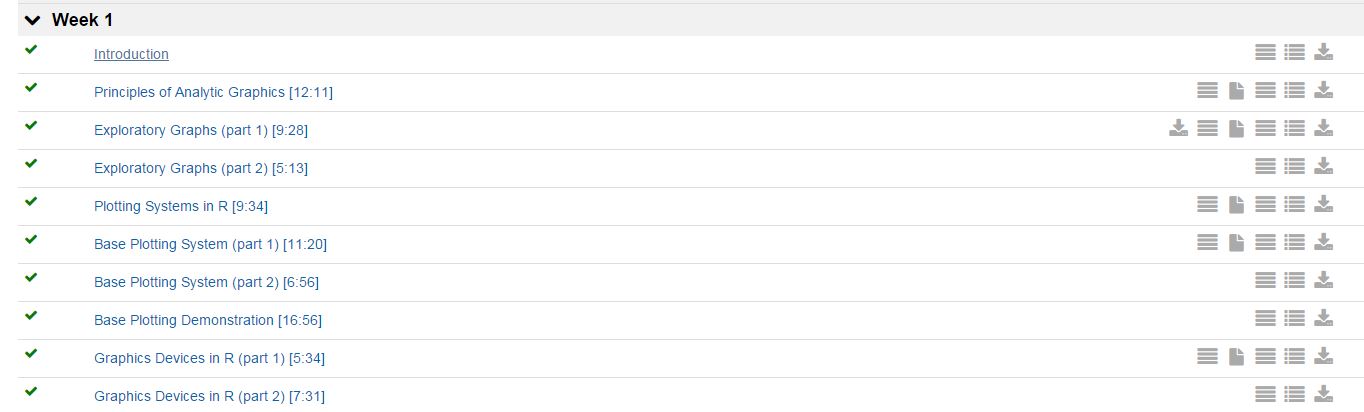 Week 1
Introduction
Principles of Analytic Graphics [12:11]
Exploratory Graphs (part 1) [9:28]
Exploratory Graphs (part 2) [5:13]
Plotting Systems in R [9:34]
Base Plotting System (part 1) [11:20]
Base Plotting System (part 2) [6:56]
Base Plotting Demonstration [16:56]
Graphics Devices in R (part 1) [5:34]
Graphics Devices in R (part 2) [7:31]